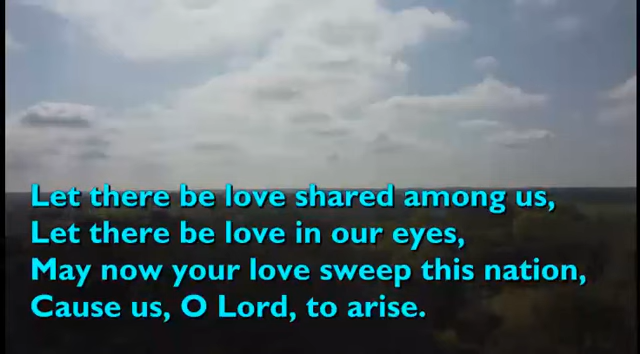 Let there be love shared among us,
Let there be love in our eyes,
May now your love sweep this nation,
Cause us, O Lord, to arise.